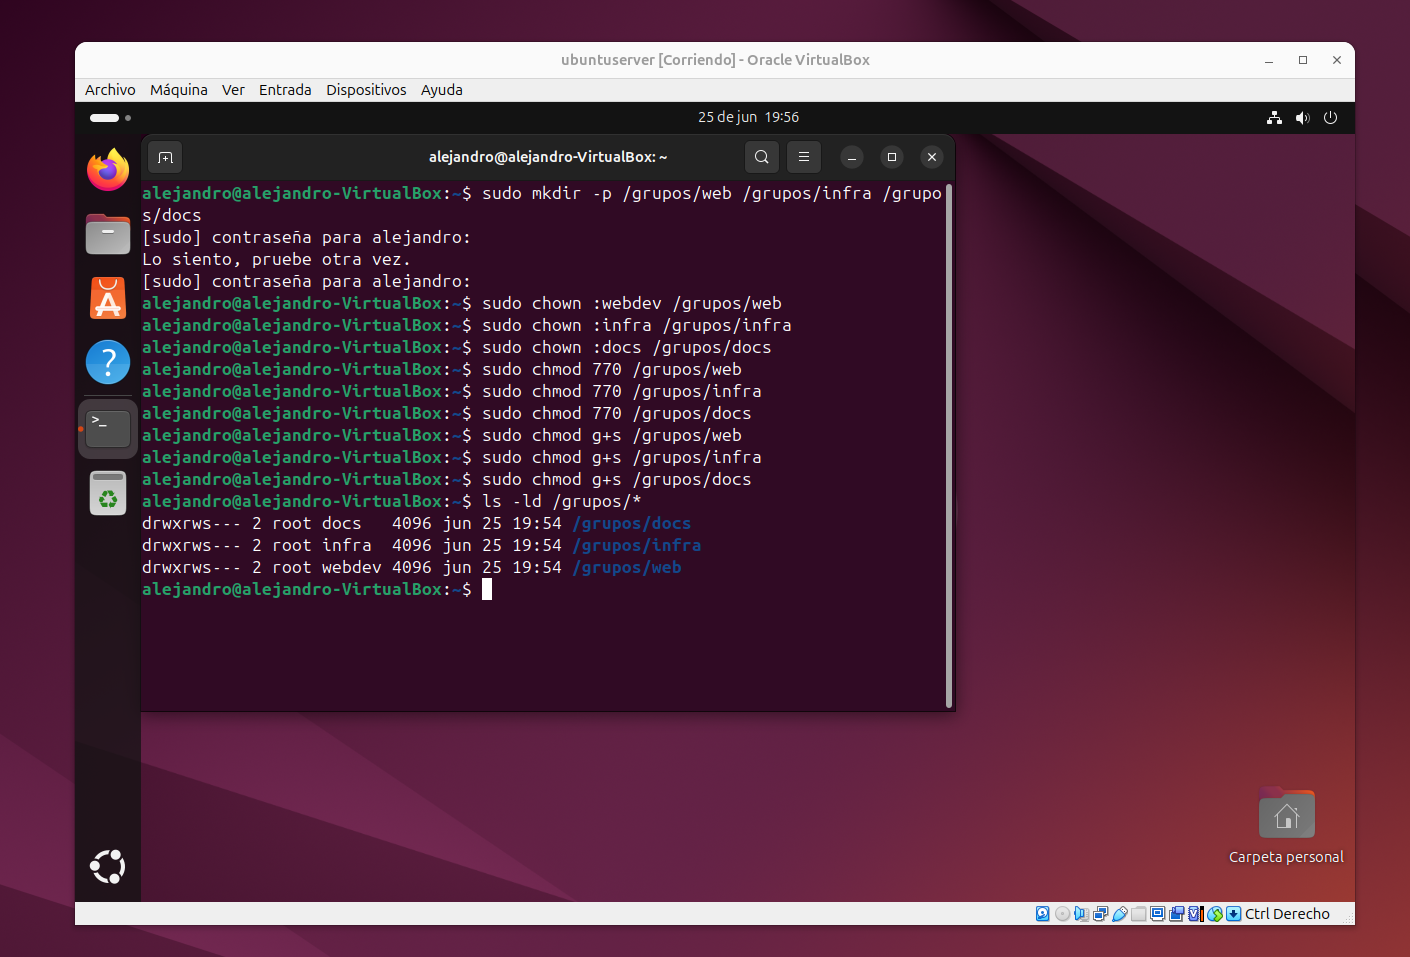 ubuntuserver [Corriendo] - Oracle VirtualBox
Archivo Máquina Ver Entrada Dispositivos Ayuda
25 de jun 19:56
alejandro@alejandro-VirtualBox: ~
alejandro@alejandro-VirtualBox:~$ sudo mkdir -p /grupos/web /grupos/infra /grupo
s/docs
[sudo] contraseña para alejandro:
Lo siento, pruebe otra vez.
[sudo] contraseña para alejandro:
alejandro@alejandro-VirtualBox:~$ sudo chown :webdev /grupos/web
alejandro@alejandro-VirtualBox:~$ sudo chown :infra /grupos/infra
alejandro@alejandro-VirtualBox:~$ sudo chown :docs /grupos/docs
alejandro@alejandro-VirtualBox:~$ sudo chmod 770 /grupos/web
alejandro@alejandro-VirtualBox:~$ sudo chmod 770 /grupos/infra
alejandro@alejandro-VirtualBox:~$ sudo chmod 770 /grupos/docs
alejandro@alejandro-VirtualBox:~$ sudo chmod g+s /grupos/web
alejandro@alejandro-VirtualBox:~$ sudo chmod g+s /grupos/infra
alejandro@alejandro-VirtualBox:~$ sudo chmod g+s /grupos/docs
alejandro@alejandro-VirtualBox:~$ ls -ld /grupos/*
drwxrws--- 2 root docs   4096 jun 25 19:54 /grupos/docs
drwxrws--- 2 root infra  4096 jun 25 19:54 /grupos/infra
drwxrws--- 2 root webdev 4096 jun 25 19:54 /grupos/web
alejandro@alejandro-VirtualBox:~$
Carpeta personal
Ctrl Derecho